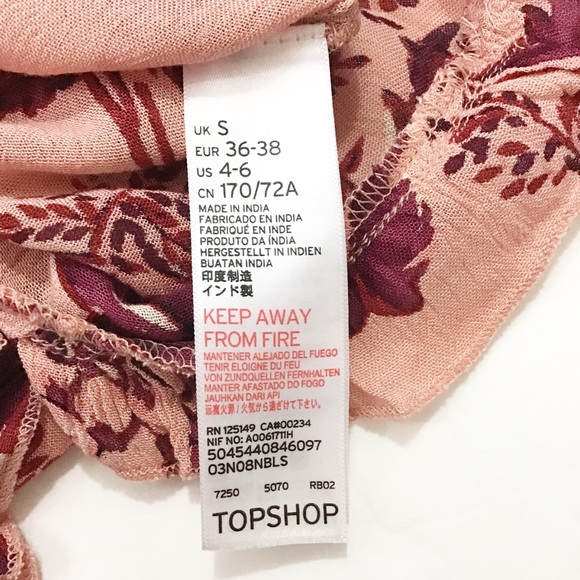 UK S
EUR 36-38
US 4-6
CN 170/72A
MADE IN INDIA
FABRICADO EN INDIA
FABRIQUÉ EN INDE
PRODUTO DA ÍNDIA
HERGESTELLT IN INDIEN
BUATAN INDIA
印度制造
インド製
KEEP AWAY
FROM FIRE
MANTENER ALEJADO DEL FUEGO
TENIR ELOIGNE DU FEU
VON ZUNDQUELLEN FERNHALTEN
MANTER AFASTADO DO FOGO
JAUHKAN DARI API
远离火源 / 火気から遠ざけて下さい。
RN 125149 CA#00234
NIF NO: A0061711H
5045440846097
03N08NBLS
7250 5070 RB02
TOPSHOP